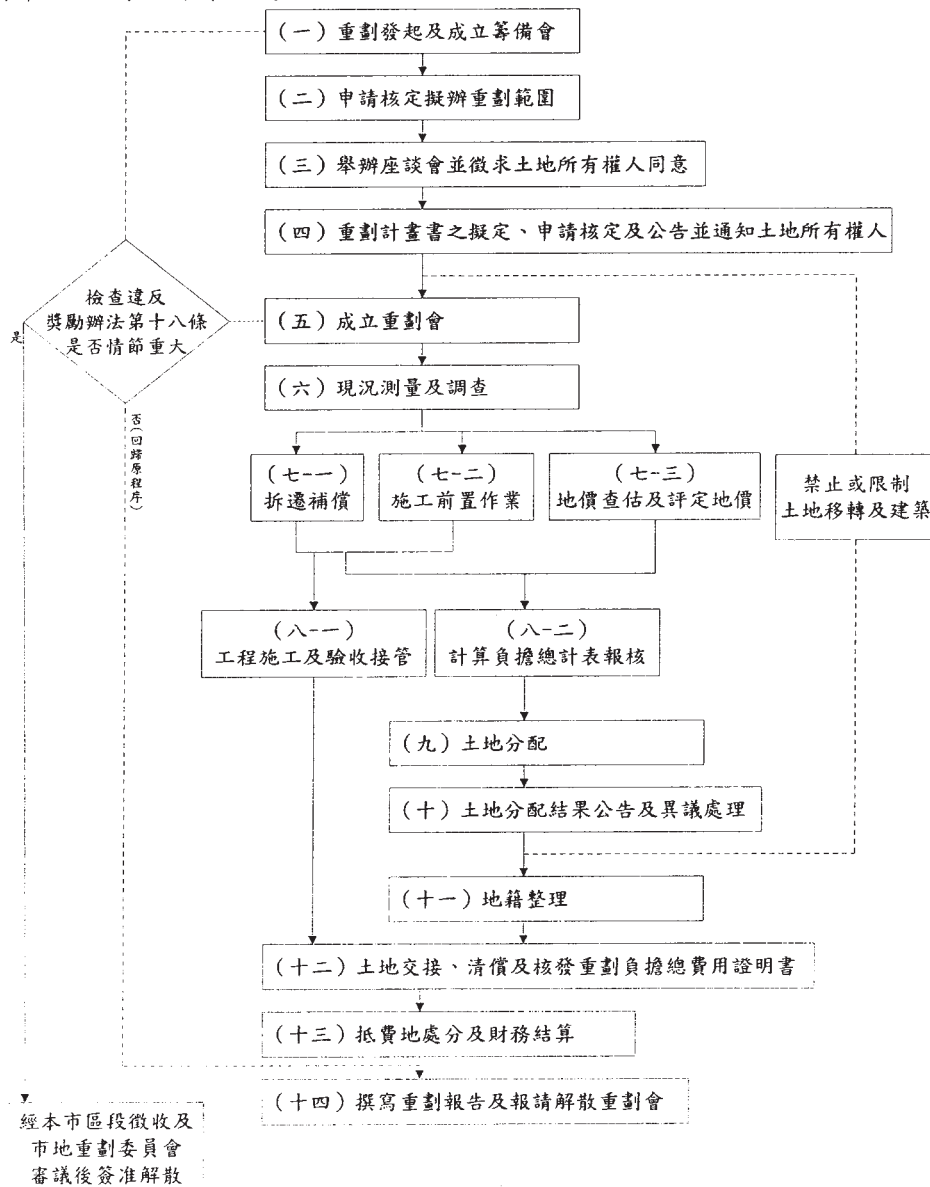 (一)重劃發起及成立籌備會
(二)申請核定擬辦重劃範圍
(三)舉辦座談會並徵求土地所有權人同意
(四)重劃計畫書之擬定、申請核定及公告並通知土地所有權人
檢查違反
獎勵辦法第十八條
是否情節重大
是
否(回歸原程序)
(五)成立重劃會
(六)現況測量及調查
(七-一)
拆遷補償
(七-二)
施工前置作業
(七-三)
地價查估及評定地價
禁止或限制
土地移轉及建築
(八-一)
工程施工及驗收接管
(八-二)
計算負擔總計表報核
(九)土地分配
(十)土地分配結果公告及異議處理
(十一)地籍整理
(十二)土地交接、清償及核發重劃負擔總費用證明書
(十三)抵費地處分及財務結算
(十四)撰寫重劃報告及報請解散重劃會
經本市區段徵收及
市地重劃委員會
審議後簽准解散